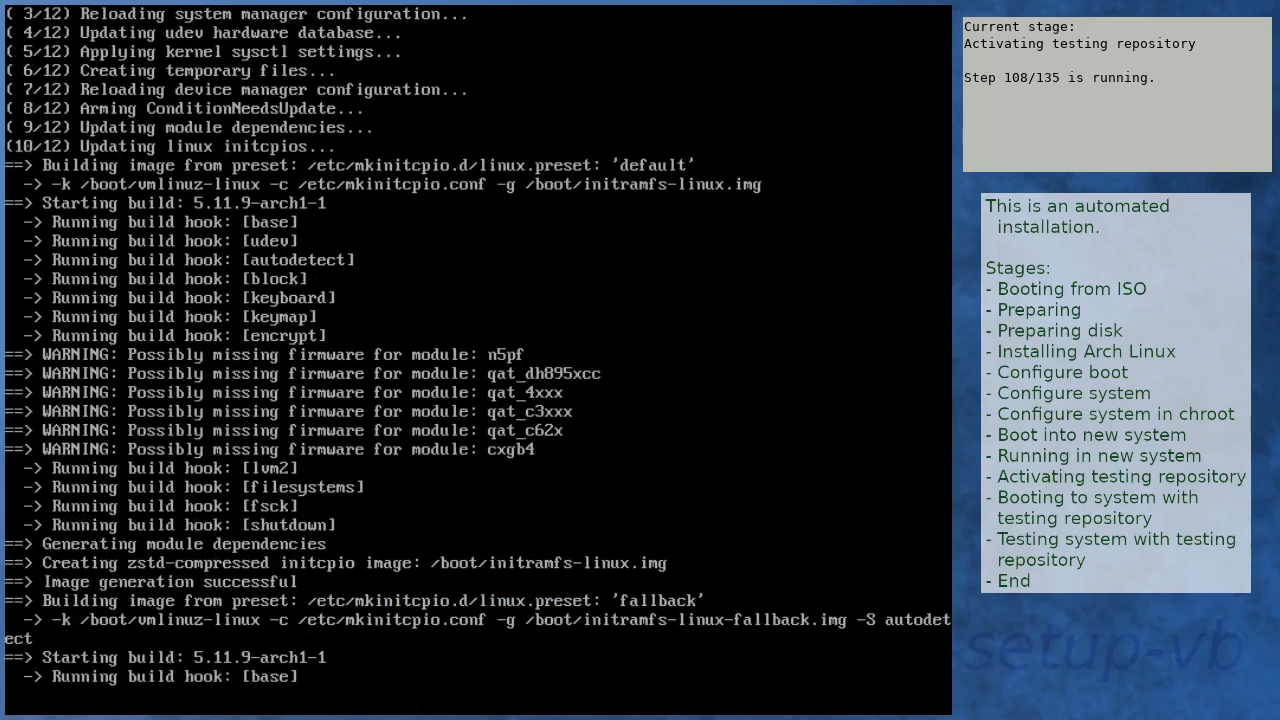 ( 3/12) Reloading system manager configuration...
( 4/12) Updating udev hardware database...
( 5/12) Applying kernel sysctl settings...
( 6/12) Creating temporary files...
( 7/12) Reloading device manager configuration...
( 8/12) Arming ConditionNeedsUpdate...
( 9/12) Updating module dependencies...
(10/12) Updating linux initcpios...
==> Building image from preset: /etc/mkinitcpio.d/linux.preset: 'default'
  -> -k /boot/vmlinuz-linux -c /etc/mkinitcpio.conf -g /boot/initramfs-linux.img
==> Starting build: 5.11.9-arch1-1
  -> Running build hook: [base]
  -> Running build hook: [udev]
  -> Running build hook: [autodetect]
  -> Running build hook: [block]
  -> Running build hook: [keyboard]
  -> Running build hook: [keymap]
  -> Running build hook: [encrypt]
==> WARNING: Possibly missing firmware for module: n5pf
==> WARNING: Possibly missing firmware for module: qat_dh895xcc
==> WARNING: Possibly missing firmware for module: qat_4xxx
==> WARNING: Possibly missing firmware for module: qat_c3xxx
==> WARNING: Possibly missing firmware for module: qat_c62x
==> WARNING: Possibly missing firmware for module: cxgb4
  -> Running build hook: [lvm2]
  -> Running build hook: [filesystems]
  -> Running build hook: [fsck]
  -> Running build hook: [shutdown]
==> Generating module dependencies
==> Creating zstd-compressed initcpio image: /boot/initramfs-linux.img
==> Image generation successful
==> Building image from preset: /etc/mkinitcpio.d/linux.preset: 'fallback'
  -> -k /boot/vmlinuz-linux -c /etc/mkinitcpio.conf -g /boot/initramfs-linux-fallback.img -S autodet
ect
==> Starting build: 5.11.9-arch1-1
  -> Running build hook: [base]
Current stage:
Activating testing repository
Step 108/135 is running.
This is an automated
installation.
Stages:
- Booting from ISO
- Preparing
- Preparing disk
- Installing Arch Linux
- Configure boot
- Configure system
- Configure system in chroot
- Boot into new system
- Running in new system
- Activating testing repository
- Booting to system with
testing repository
- Testing system with testing
repository
- End
-setup-vb